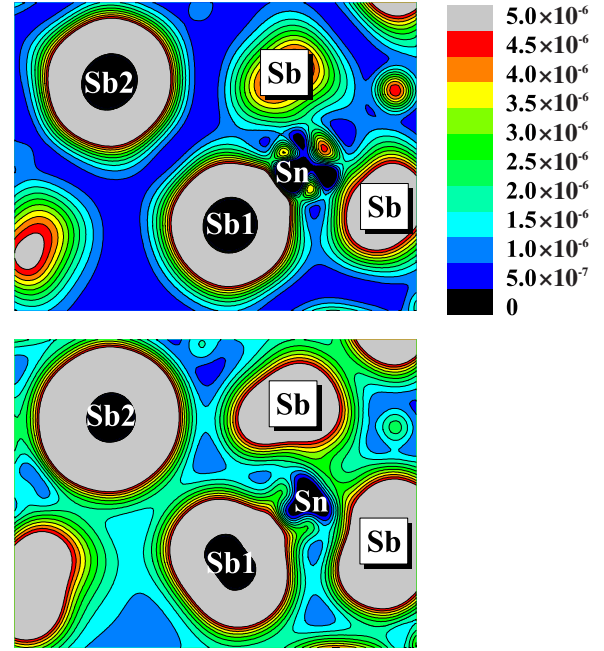 Sb2
Sb
Sn
Sb1
Sb
5.0×10⁻⁶
4.5×10⁻⁶
4.0×10⁻⁶
3.5×10⁻⁶
3.0×10⁻⁶
2.5×10⁻⁶
2.0×10⁻⁶
1.5×10⁻⁶
1.0×10⁻⁶
5.0×10⁻⁷
0
Sb2
Sb
Sn
Sb1
Sb